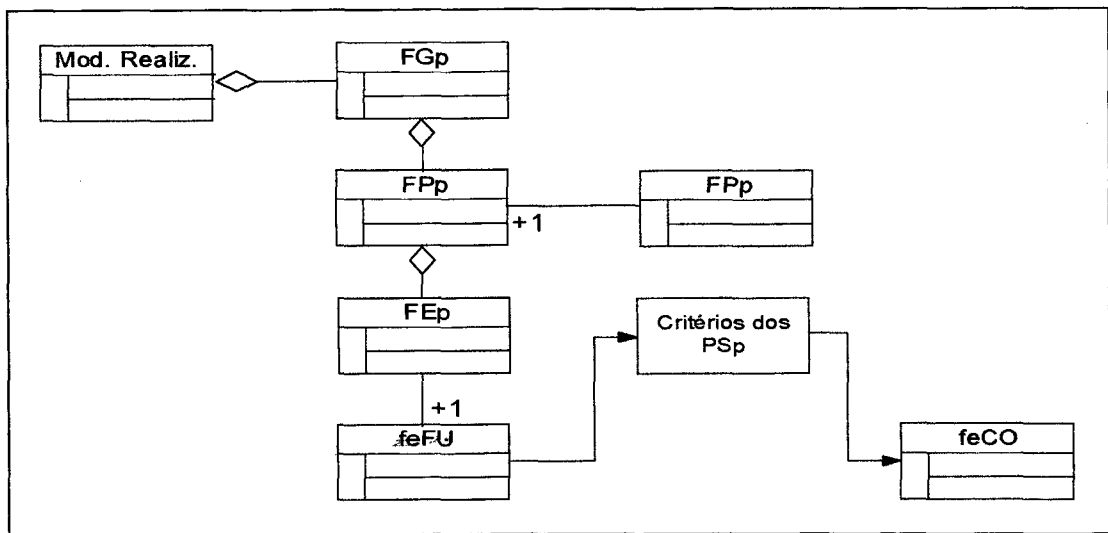 Mod. Realiz.
FGp
FPp
+1
FPp
FEp
Critérios dos
PSp
+1
feFU
feCO